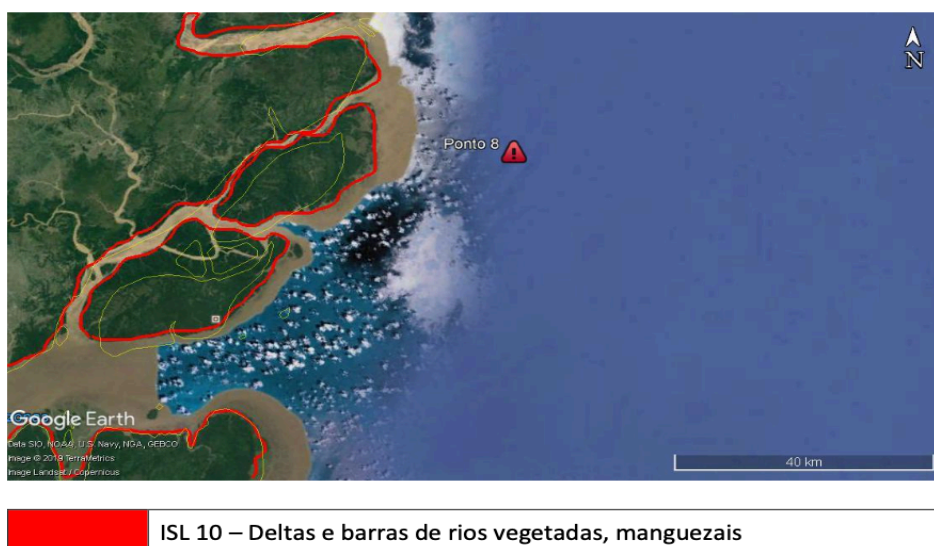 N
Ponto 8
Google Earth
Data SIO, NOAA, U.S. Navy, NGA, GEBCO
Image © 2019 TerraMetrics
Image Landsat / Copernicus
40 km
ISL 10 – Deltas e barras de rios vegetadas, manguezais